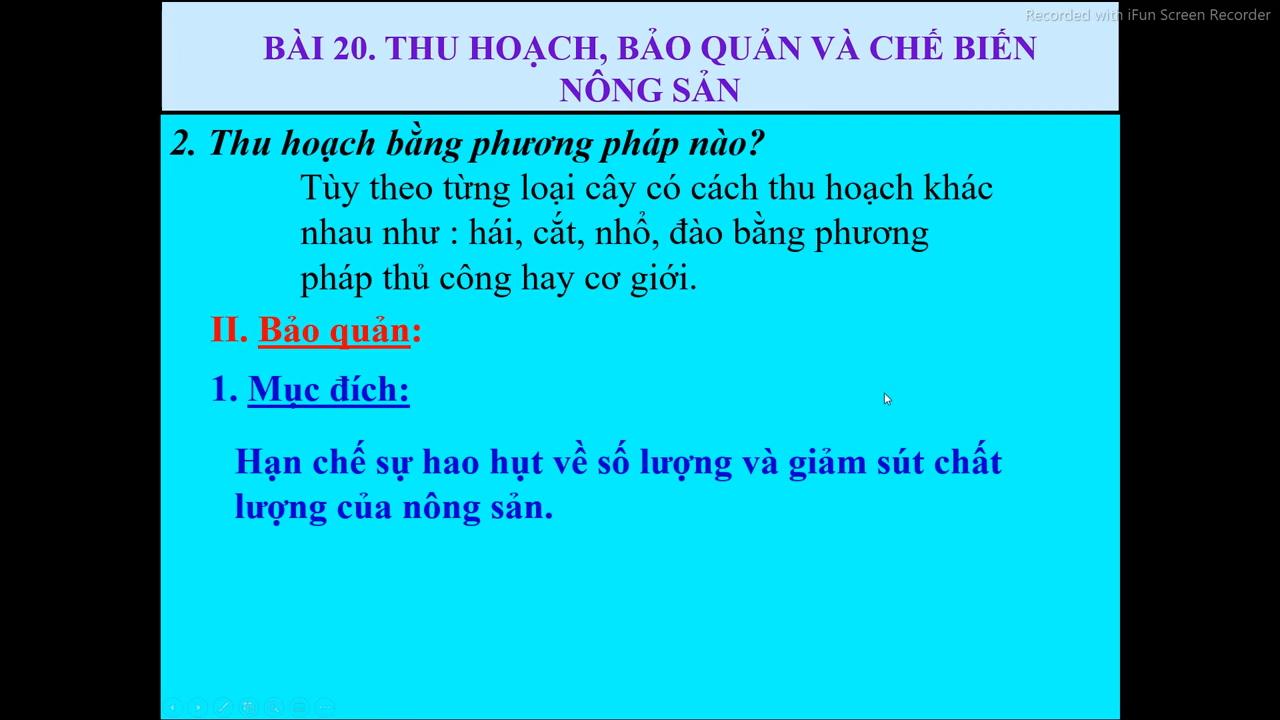 Recorded with iFun Screen Recorder
BÀI 20. THU HOẠCH, BẢO QUẢN VÀ CHẾ BIẾN
NÔNG SẢN
2. Thu hoạch bằng phương pháp nào?
Tùy theo từng loại cây có cách thu hoạch khác
nhau như : hái, cắt, nhổ, đào bằng phương
pháp thủ công hay cơ giới.
II. Bảo quản:
1. Mục đích:
Hạn chế sự hao hụt về số lượng và giảm sút chất
lượng của nông sản.